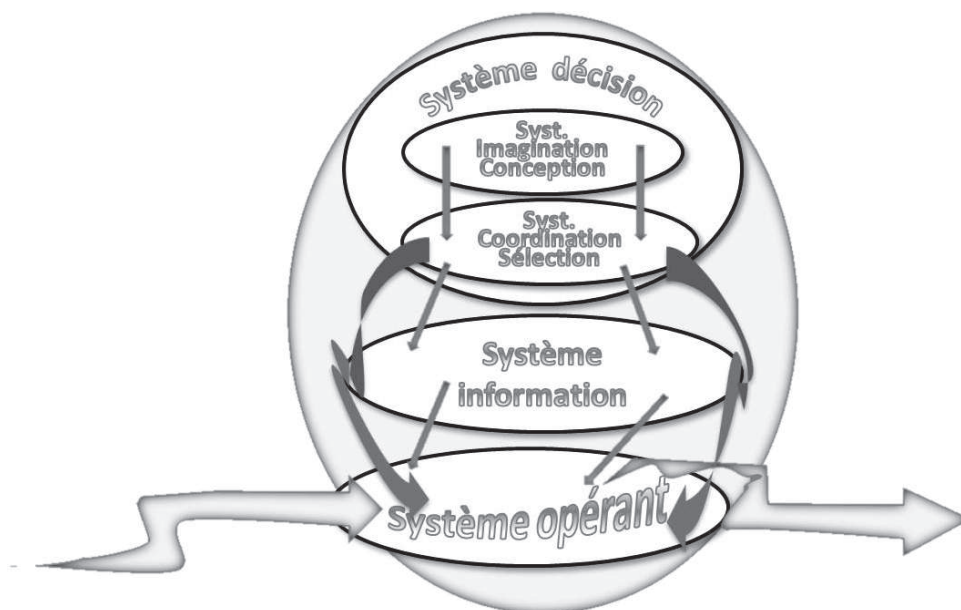 Système décision
Syst.
Imagination
Conception
Syst.
Coordination
Sélection
Système
information
Système opérant